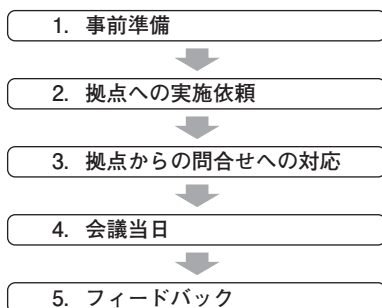 1. 事前準備
2. 拠点への実施依頼
3. 拠点からの問合せへの対応
4. 会議当日
5. フィードバック